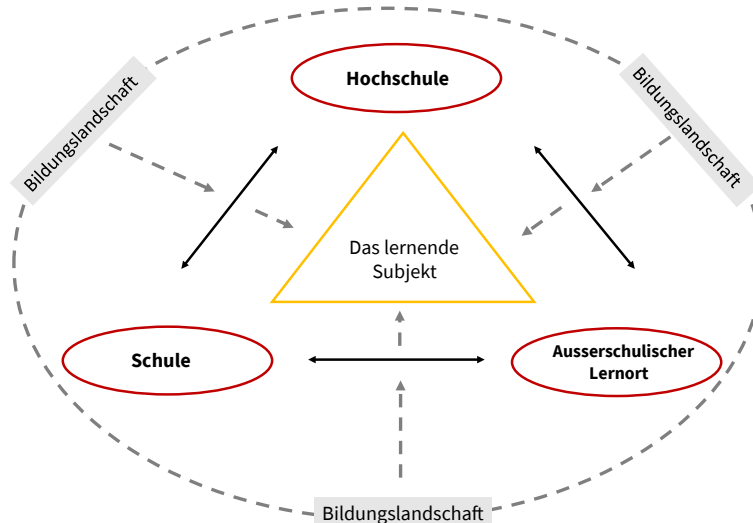 Hochschule
Bildungslandschaft
Bildungslandschaft
Das lernende
Subjekt
Schule
Ausserschulischer
Lernort
Bildungslandschaft